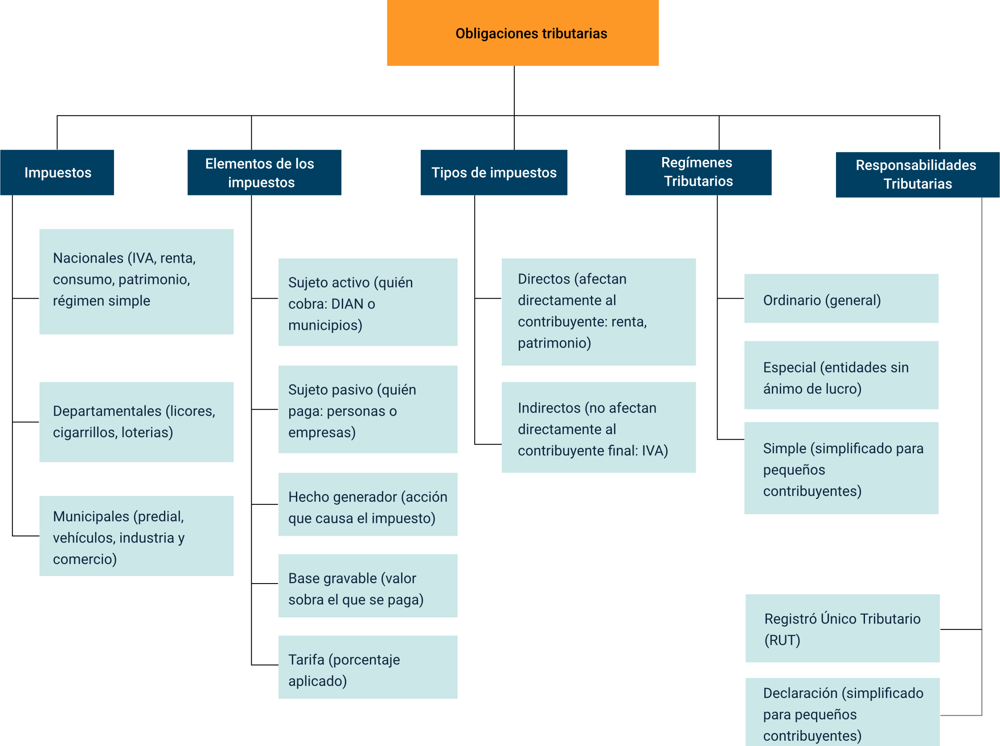 Obligaciones tributarias
Impuestos
Elementos de los
impuestos
Tipos de impuestos
Regímenes
Tributarios
Responsabilidades
Tributarias
Nacionales (IVA, renta,
consumo, patrimonio,
régimen simple
Departamentales (licores,
cigarrillos, loterias)
Municipales (predial,
vehículos, industria y
comercio)
Sujeto activo (quién
cobra: DIAN o
municipios)
Sujeto pasivo (quién
paga: personas o
empresas)
Hecho generador (acción
que causa el impuesto)
Base gravable (valor
sobra el que se paga)
Tarifa (porcentaje
aplicado)
Directos (afectan
directamente al
contribuyente: renta,
patrimonio)
Indirectos (no afectan
directamente al
contribuyente final: IVA)
Ordinario (general)
Especial (entidades sin
ánimo de lucro)
Simple (simplificado para
pequeños
contribuyentes)
Registró Único Tributario
(RUT)
Declaración (simplificado
para pequeños
contribuyentes)